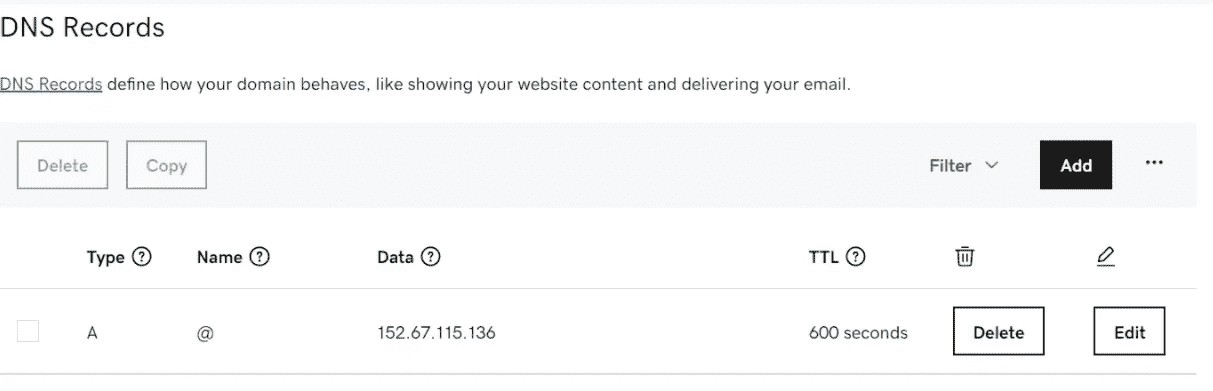 DNS Records
DNS Records define how your domain behaves, like showing your website content and delivering your email.
Delete Copy Filter Add ...
Type ? Name ? Data ? TTL ?
A @ 152.67.115.136 600 seconds Delete Edit